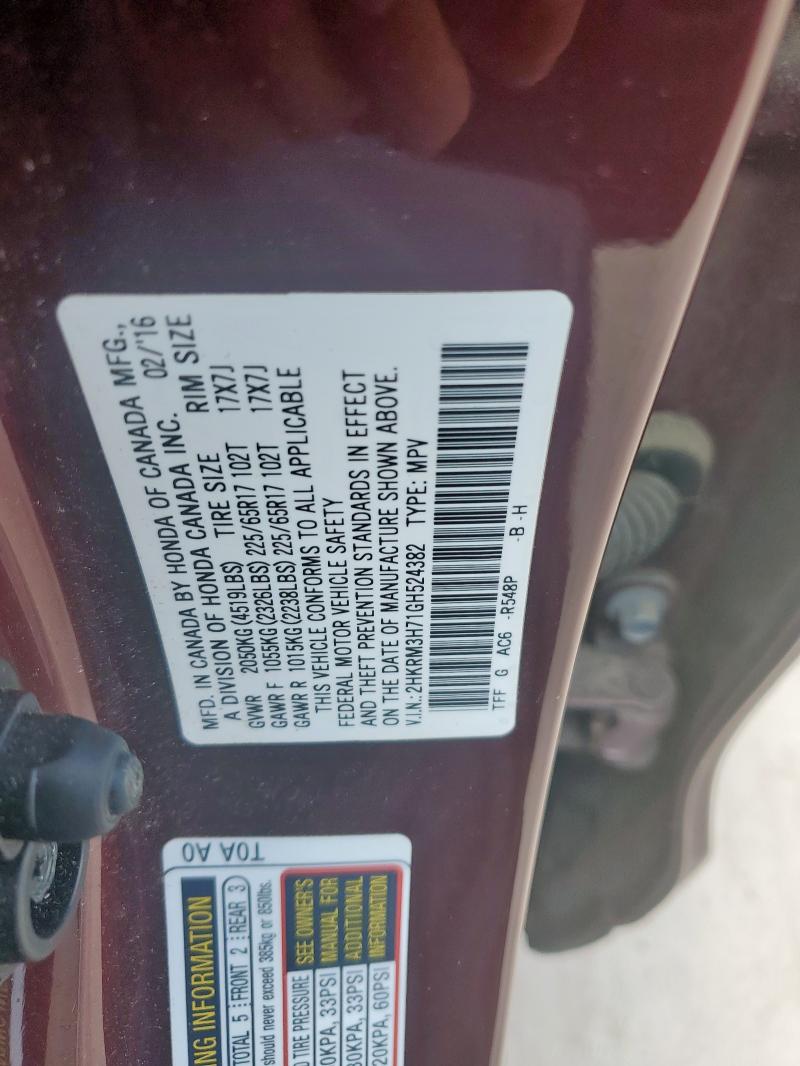 MFD. IN CANADA BY HONDA OF CANADA MFG.,
A DIVISION OF HONDA CANADA INC. 02/'16
GVWR 2050KG(4519LBS) TIRE SIZE RIM SIZE
GAWR F 1055KG(2326LBS)225/65R17 102T 17X7J
GAWR R 1015KG(2238LBS)225/65R17 102T 17X7J
THIS VEHICLE CONFORMS TO ALL APPLICABLE
FEDERAL MOTOR VEHICLE SAFETY
AND THEFT PREVENTION STANDARDS IN EFFECT
ON THE DATE OF MANUFACTURE SHOWN ABOVE.
V.I.N.: 2HKRM3H71GH524382 TYPE: MPV
TFF G AC6 -R548P -B -H
T0A A0
INFORMATION
TOTAL 5 FRONT 2 REAR 3
should never exceed 385kg or 850lbs.
TIRE PRESSURE SEE OWNER'S
33PSI MANUAL FOR
33PSI ADDITIONAL
60PSI INFORMATION